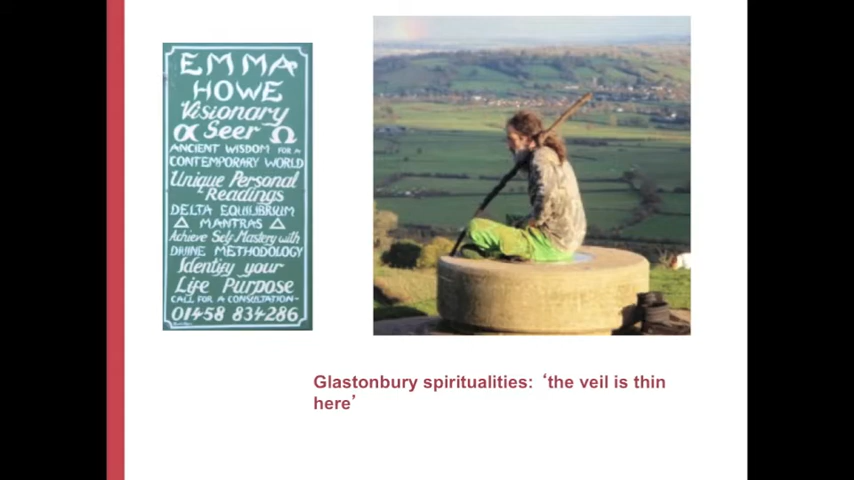 EMMA
HOWE
Visionary
α Seer Ω
ANCIENT WISDOM FOR A
CONTEMPORARY WORLD
Unique Personal
Readings
DELTA EQUILIBRIUM
△ MANTRAS △
Achieve Self Mastery with
DIVINE METHODOLOGY
Identify your
Life Purpose
CALL FOR A CONSULTATION-
01458 834286
Glastonbury spiritualities: ‘the veil is thin
here’